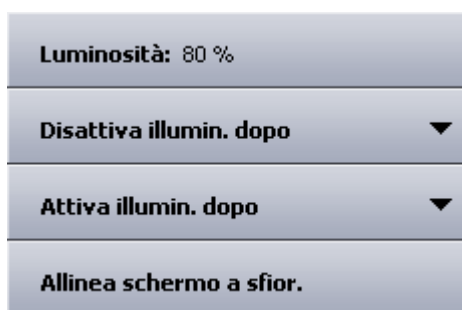 Luminosità: 80 %
Disattiva illumin. dopo
Attiva illumin. dopo
Allinea schermo a sfior.